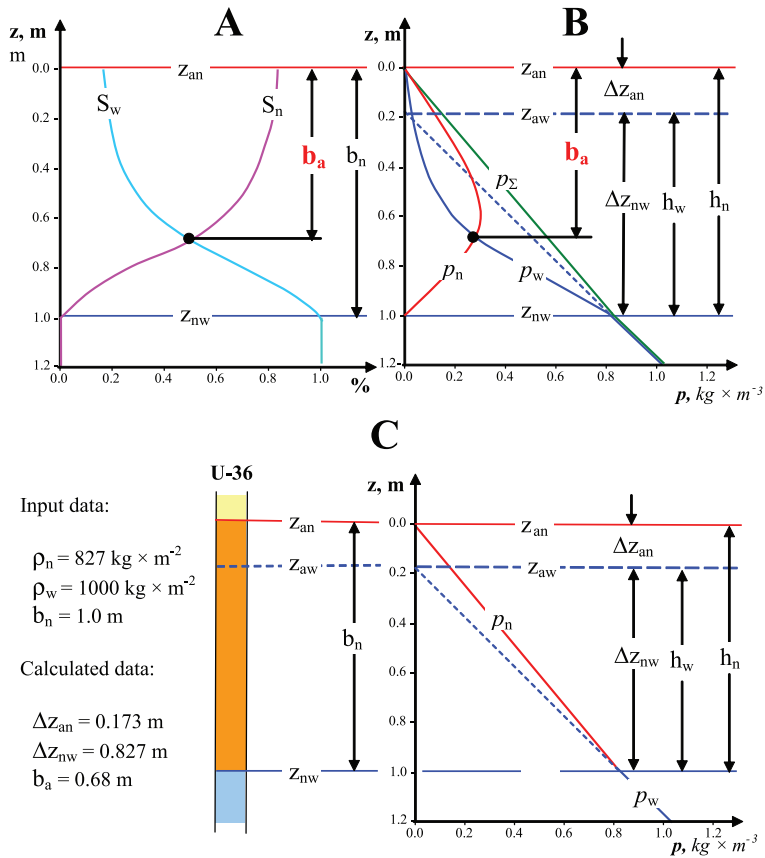 A
z, m
m
0.0
0.2
0.4
0.6
0.8
1.0
1.2
z_an
S_w
S_n
b_a
b_n
z_nw
0.0
0.2
0.4
0.6
0.8
1.0
%
B
z, m
0.0
0.2
0.4
0.6
0.8
1.0
1.2
z_an
Δz_an
z_aw
b_a
p_Σ
Δz_nw
h_w
h_n
p_n
p_w
z_nw
0.0
0.2
0.4
0.6
0.8
1.0
1.2
p, kg × m⁻³
C
U-36
Input data:
ρ_n = 827 kg × m⁻²
ρ_w = 1000 kg × m⁻²
b_n = 1.0 m
Calculated data:
Δz_an = 0.173 m
Δz_nw = 0.827 m
b_a = 0.68 m
z_an
z_aw
b_n
z_nw
z, m
0.0
0.2
0.4
0.6
0.8
1.0
1.2
z_an
Δz_an
z_aw
p_n
Δz_nw
h_w
h_n
p_w
0.0
0.2
0.4
0.6
0.8
1.0
1.2
p, kg × m⁻³